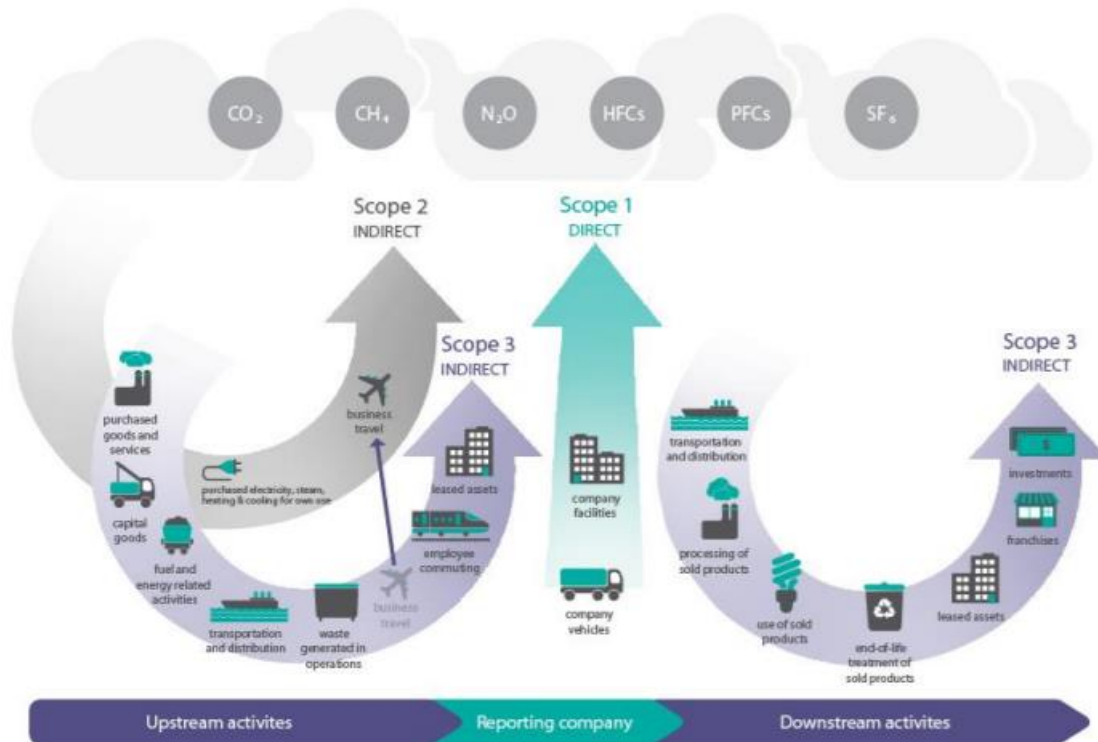 CO₂
CH₄
N₂O
HFCs
PFCs
SF₆
Scope 2
INDIRECT
Scope 1
DIRECT
Scope 3
INDIRECT
Scope 3
INDIRECT
purchased
goods and
services
capital
goods
fuel and
energy related
activities
purchased electricity, steam,
heating & cooling for own use
transportation
and distribution
waste
generated in
operations
business
travel
business
travel
employee
commuting
leased assets
company
facilities
company
vehicles
transportation
and distribution
processing of
sold products
use of sold
products
end-of-life
treatment of
sold products
leased assets
franchises
$
investments
Upstream activites
Reporting company
Downstream activites